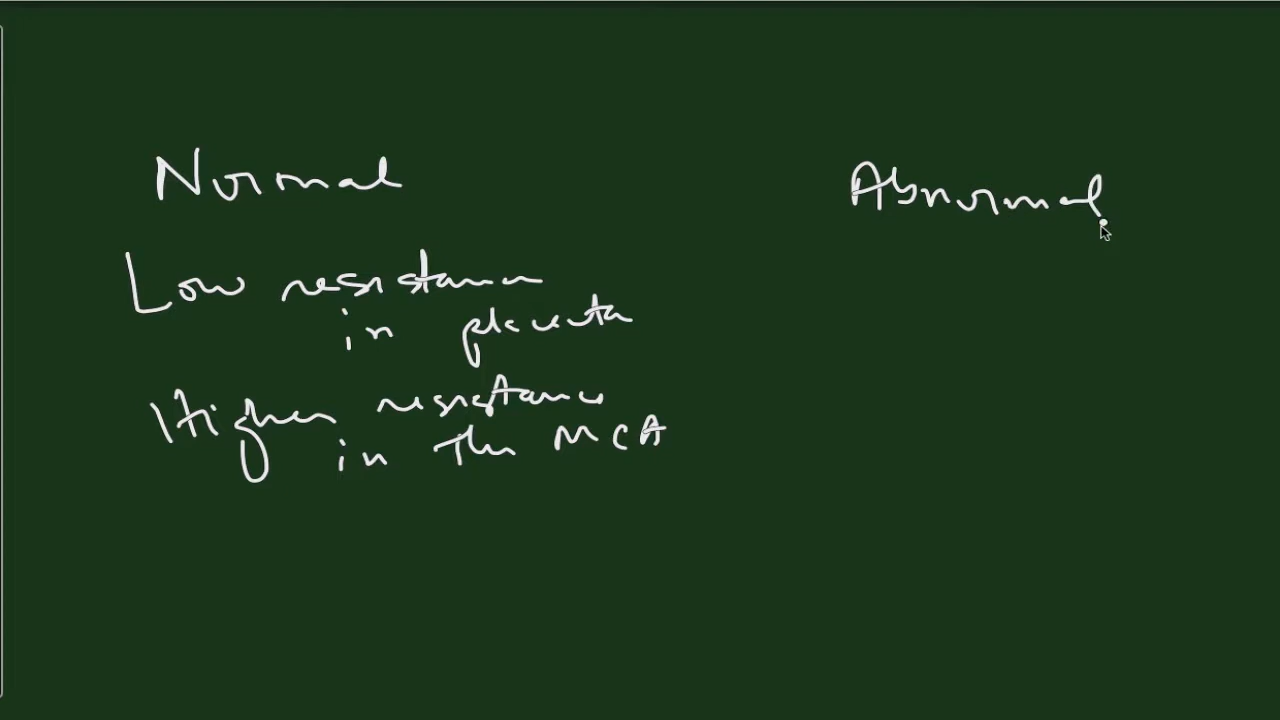 Normal
Abnormal
Low resistance
in placenta
Higher resistance
in the MCA